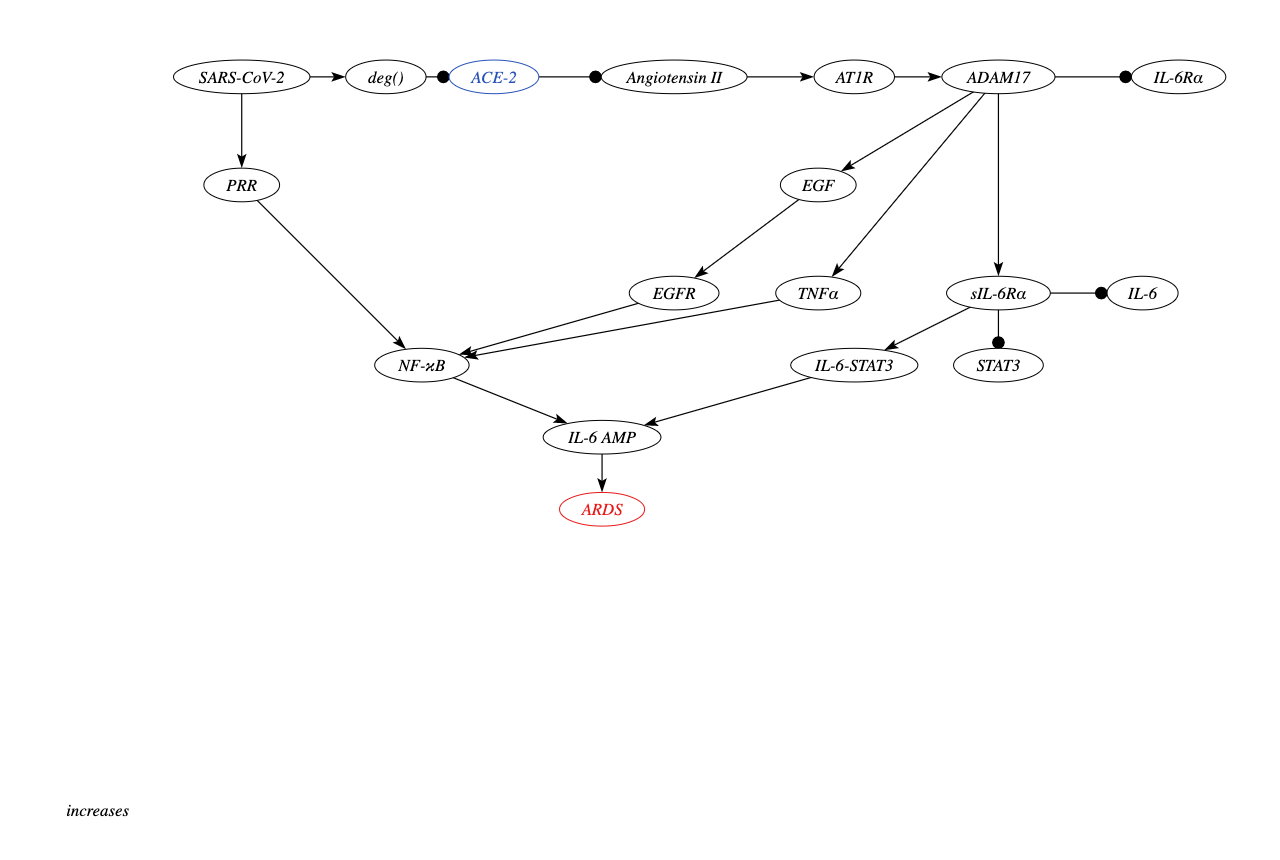 SARS-CoV-2 deg() ACE-2 Angiotensin II AT1R ADAM17 IL-6Rα
PRR EGF
EGFR TNFα sIL-6Rα IL-6
NF-ϰB IL-6-STAT3 STAT3
IL-6 AMP
ARDS
increases